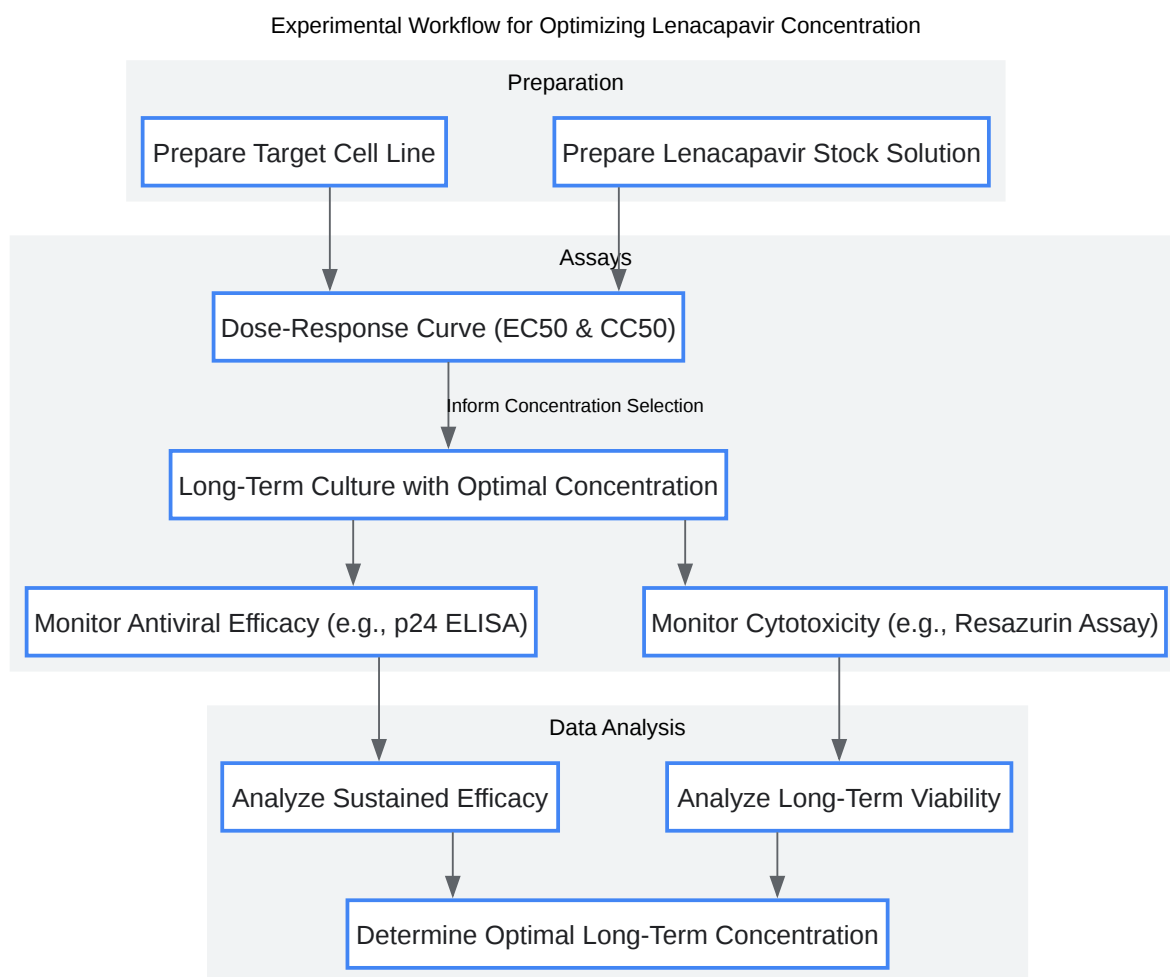 Experimental Workflow for Optimizing Lenacapavir Concentration
Preparation
Prepare Target Cell Line
Prepare Lenacapavir Stock Solution
Assays
Dose-Response Curve (EC50 & CC50)
Inform Concentration Selection
Long-Term Culture with Optimal Concentration
Monitor Antiviral Efficacy (e.g., p24 ELISA)
Monitor Cytotoxicity (e.g., Resazurin Assay)
Data Analysis
Analyze Sustained Efficacy
Analyze Long-Term Viability
Determine Optimal Long-Term Concentration